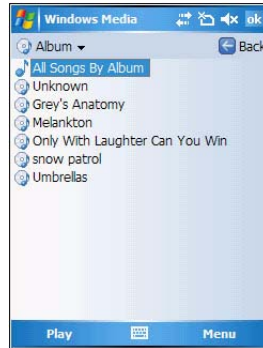 Windows Media ok
Album Back
All Songs By Album
Unknown
Grey's Anatomy
Melankton
Only With Laughter Can You Win
snow patrol
Umbrellas
Play Menu